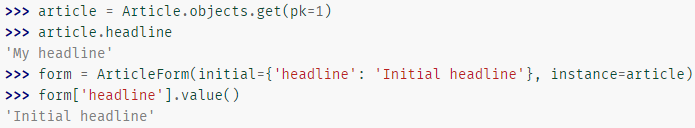 >>> article = Article.objects.get(pk=1)
>>> article.headline
'My headline'
>>> form = ArticleForm(initial={'headline': 'Initial headline'}, instance=article)
>>> form['headline'].value()
'Initial headline'